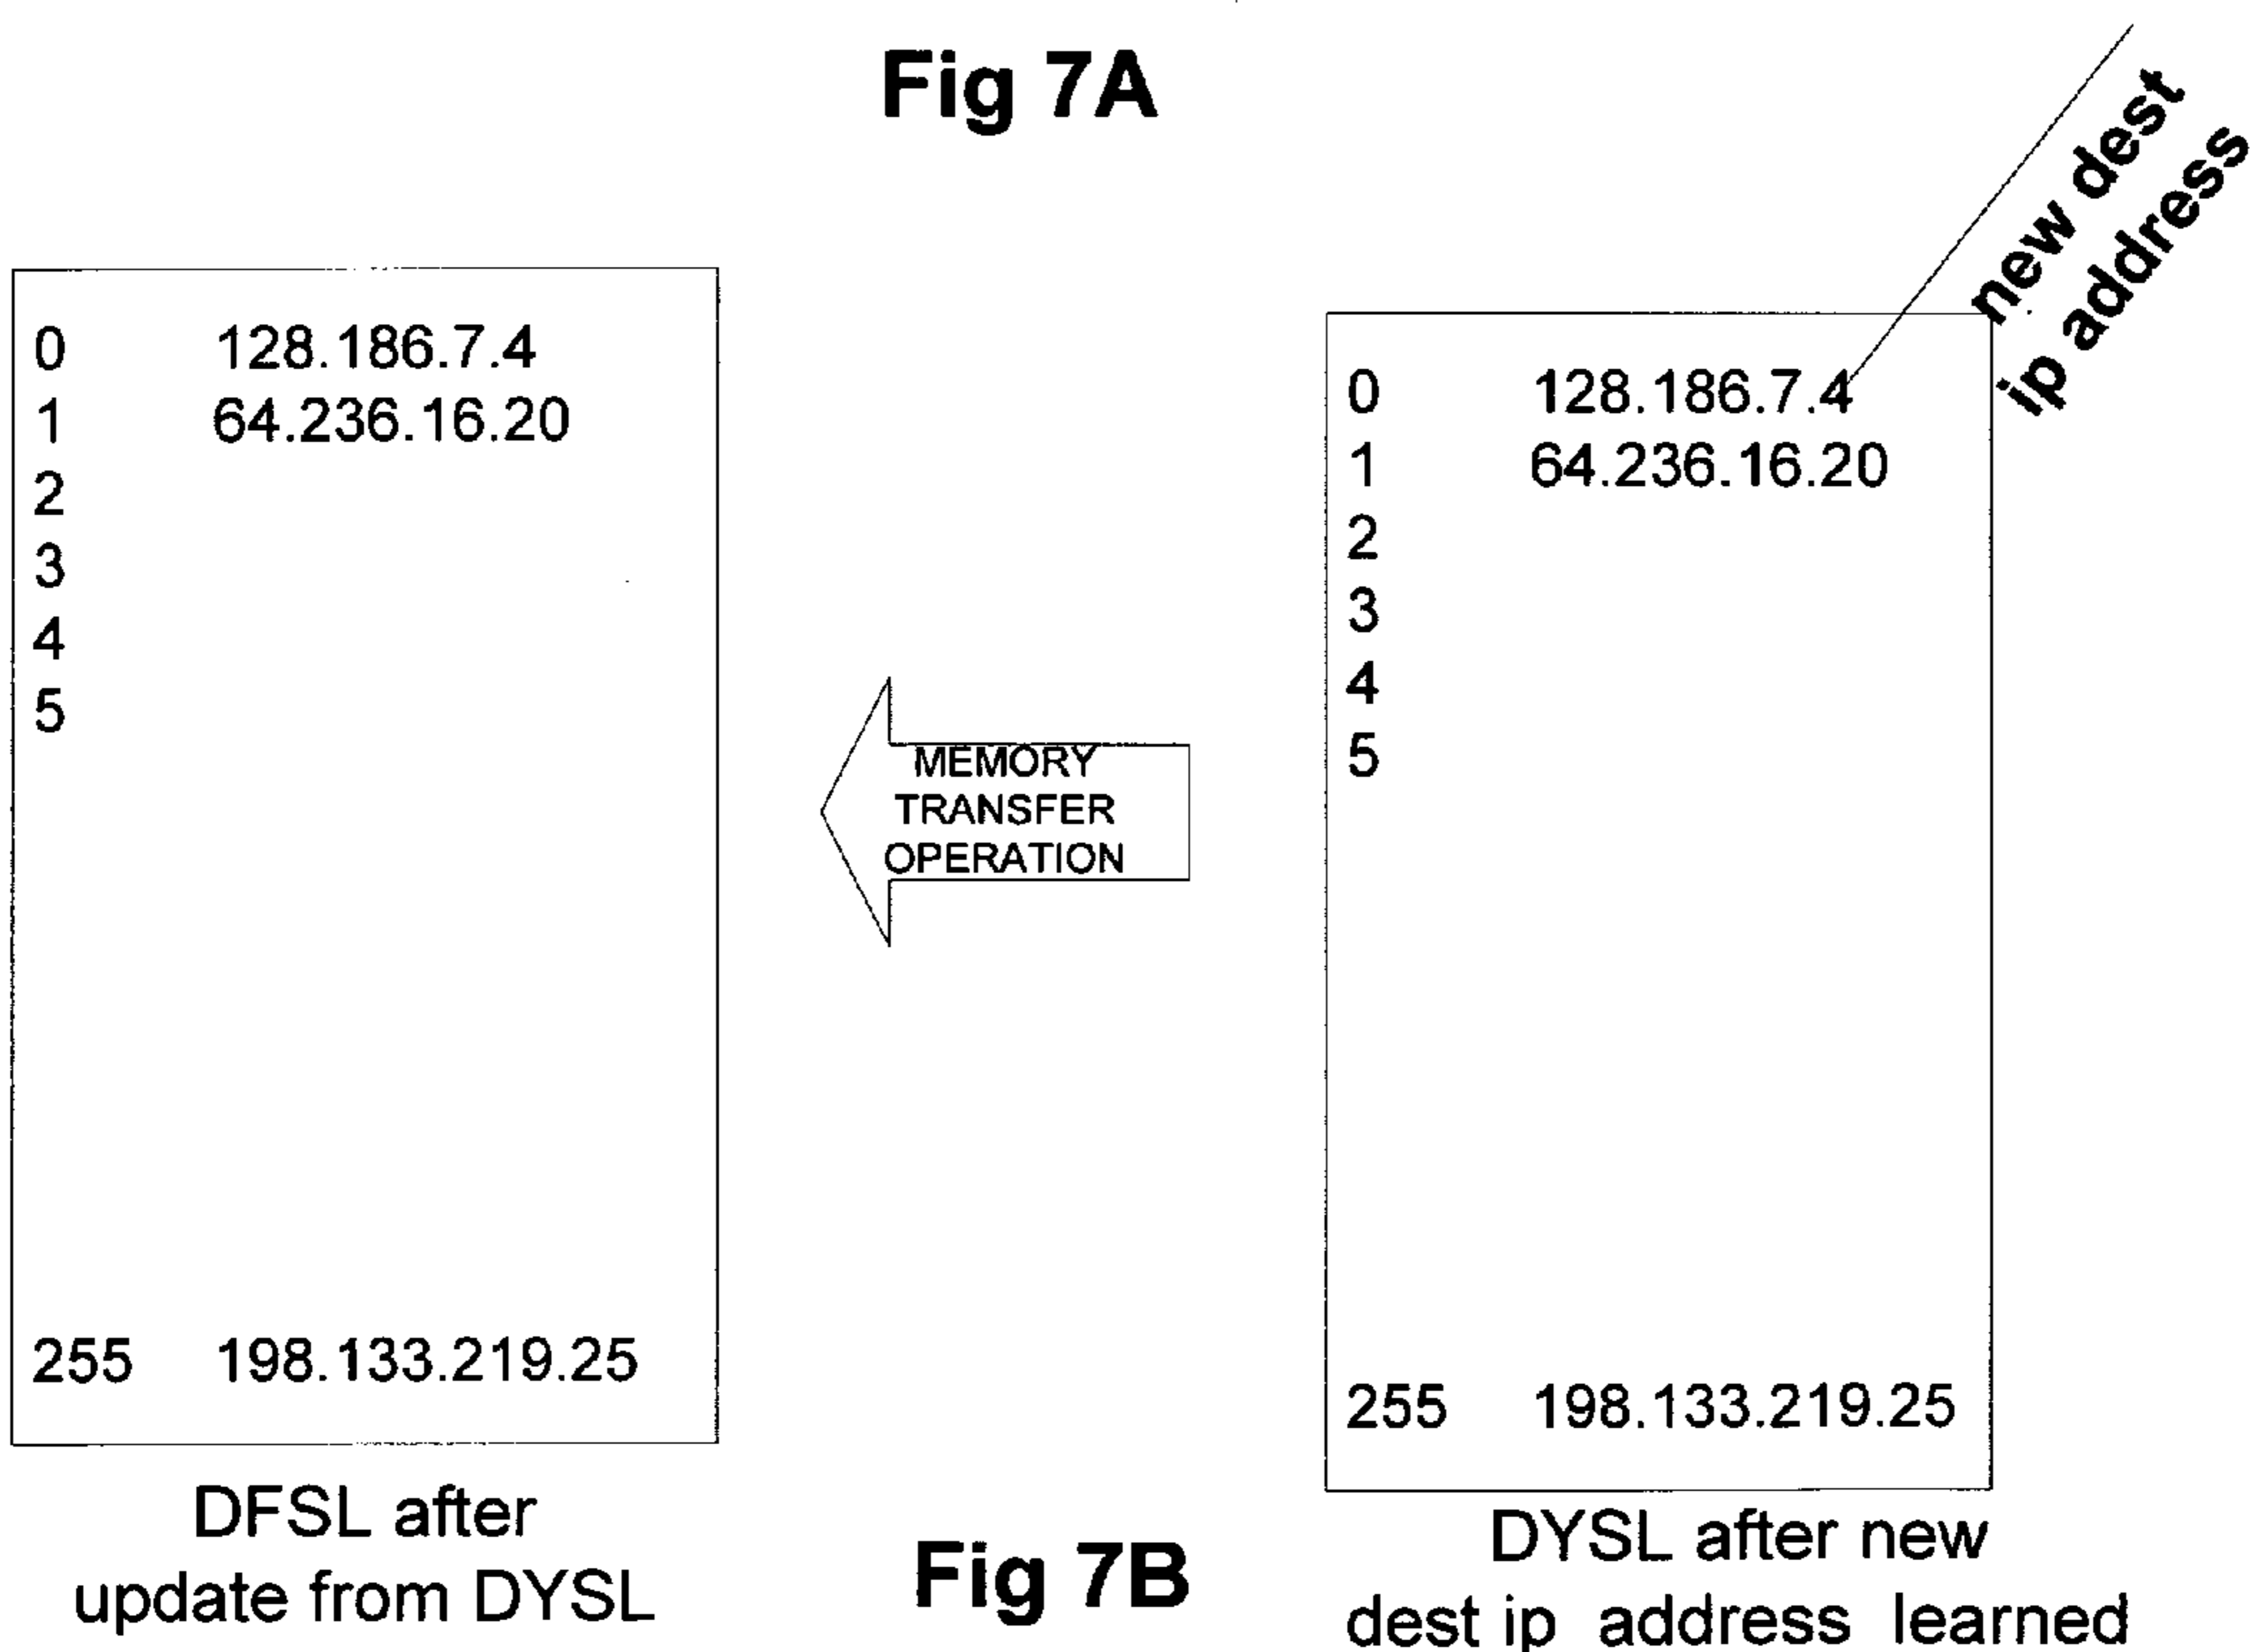 Fig 7A
new dest
ip address
0 128.186.7.4
1 64.236.16.20
2
3
4
5
255 198.133.219.25
DFSL after
update from DYSL
MEMORY
TRANSFER
OPERATION
0 128.186.7.4
1 64.236.16.20
2
3
4
5
255 198.133.219.25
DYSL after new
dest ip address learned
Fig 7B